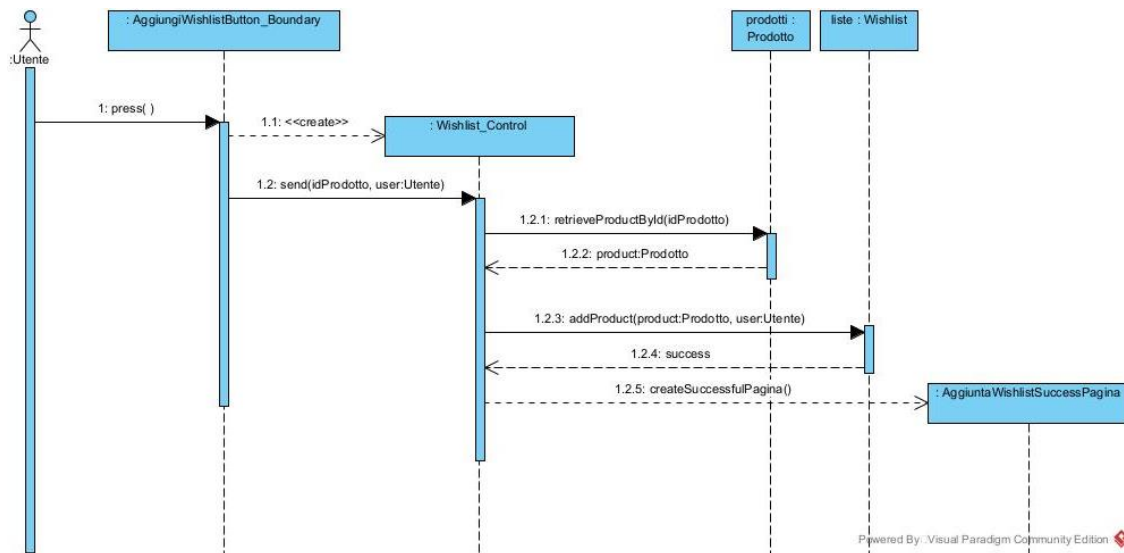 : AggiungiWishlistButton_Boundary
prodotti :
Prodotto
liste : Wishlist
:Utente
1: press( )
1.1: <<create>>
: Wishlist_Control
1.2: send(idProdotto, user:Utente)
1.2.1: retrieveProductById(idProdotto)
1.2.2: product:Prodotto
1.2.3: addProduct(product:Prodotto, user:Utente)
1.2.4: success
1.2.5: createSuccessfulPagina()
: AggiuntaWishlistSuccessPagina
Powered By Visual Paradigm Community Edition